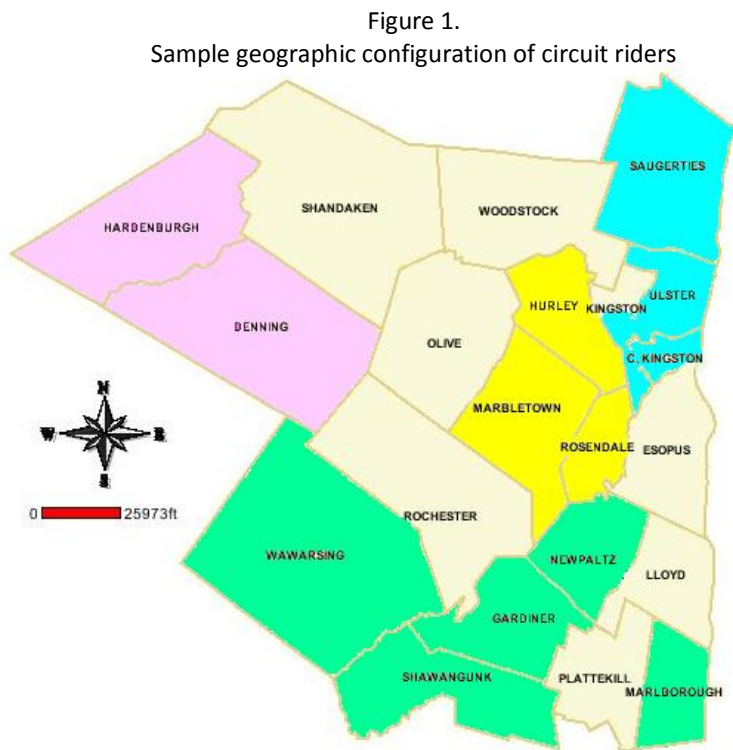 Figure 1.
Sample geographic configuration of circuit riders
SAUGERTIES
SHANDAKEN
WOODSTOCK
HARDENBURGH
ULSTER
HURLEY
KINGSTON
DENNING
OLIVE
C. KINGSTON
MARBLETOWN
N
W E
S
ROSENDALE
ESOPUS
0 25973ft
ROCHESTER
WAWARSING
NEWPALTZ
LLOYD
GARDINER
SHAWANGUNK
PLATTEKILL
MARLBOROUGH